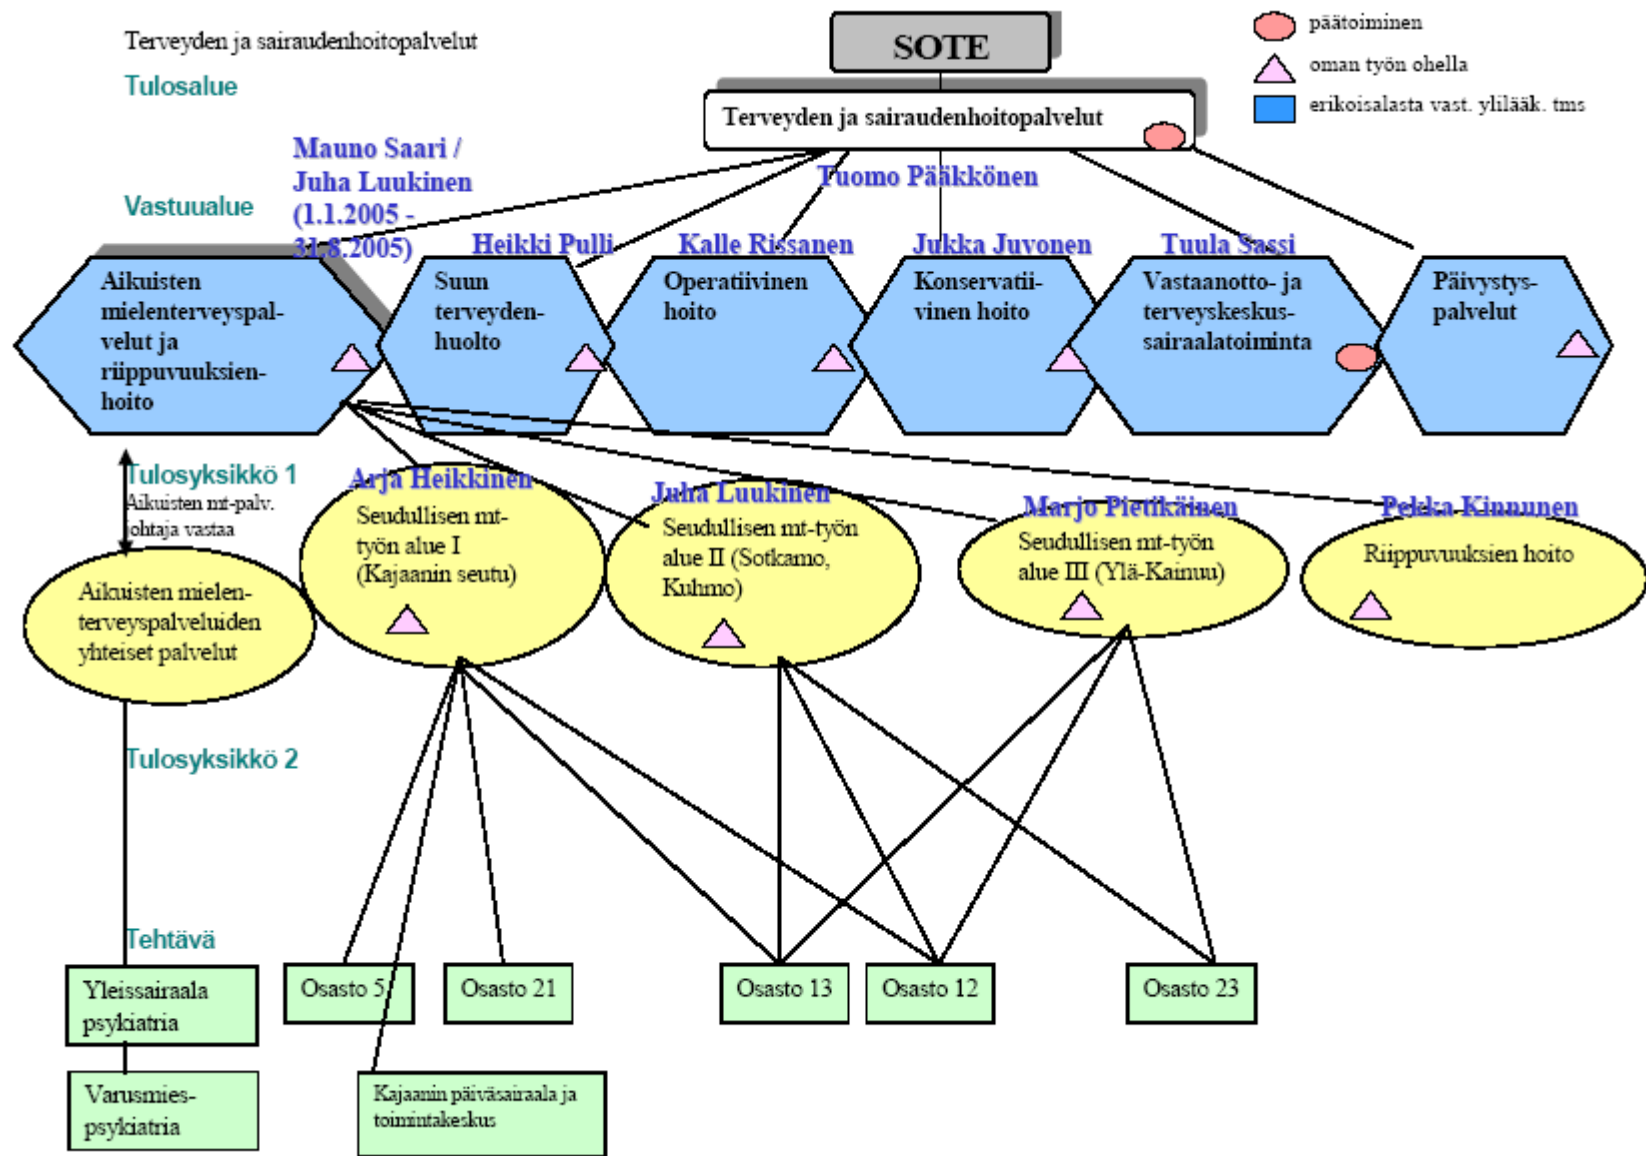 Terveyden ja sairaudenhoitopalvelut
SOTE
päätoiminen
oman työn ohella
erikoisalasta vast. ylilääk. tms
Tulosalue
Terveyden ja sairaudenhoitopalvelut
Mauno Saari /
Juha Luukinen
(1.1.2005 -
31.8.2005)
Tuomo Pääkkönen
Vastuualue
Heikki Pulli
Kalle Rissanen
Jukka Juvonen
Tuula Sassi
Aikuisten
mielenterveyspal-
velut ja
riippuvuuksien-
hoito
Suun
terveyden-
huolto
Operatiivinen
hoito
Konservatii-
vinen hoito
Vastaanotto- ja
terveyskeskus-
sairaalatoiminta
Päivystys-
palvelut
Tulosyksikkö 1
Aikuisten mt-palv.
johtaja vastaa
Arja Heikkinen
Juha Luukinen
Marjo Pietikäinen
Pekka Kinnunen
Aikuisten mielen-
terveyspalveluiden
yhteiset palvelut
Seudullisen mt-
työn alue I
(Kajaanin seutu)
Seudullisen mt-työn
alue II (Sotkamo,
Kuhmo)
Seudullisen mt-työn
alue III (Ylä-Kainuu)
Riippuvuuksien hoito
Tulosyksikkö 2
Tehtävä
Yleissairaala
psykiatria
Osasto 5
Osasto 21
Osasto 13
Osasto 12
Osasto 23
Varusmies-
psykiatria
Kajaanin päiväsairaala ja
toimintakeskus